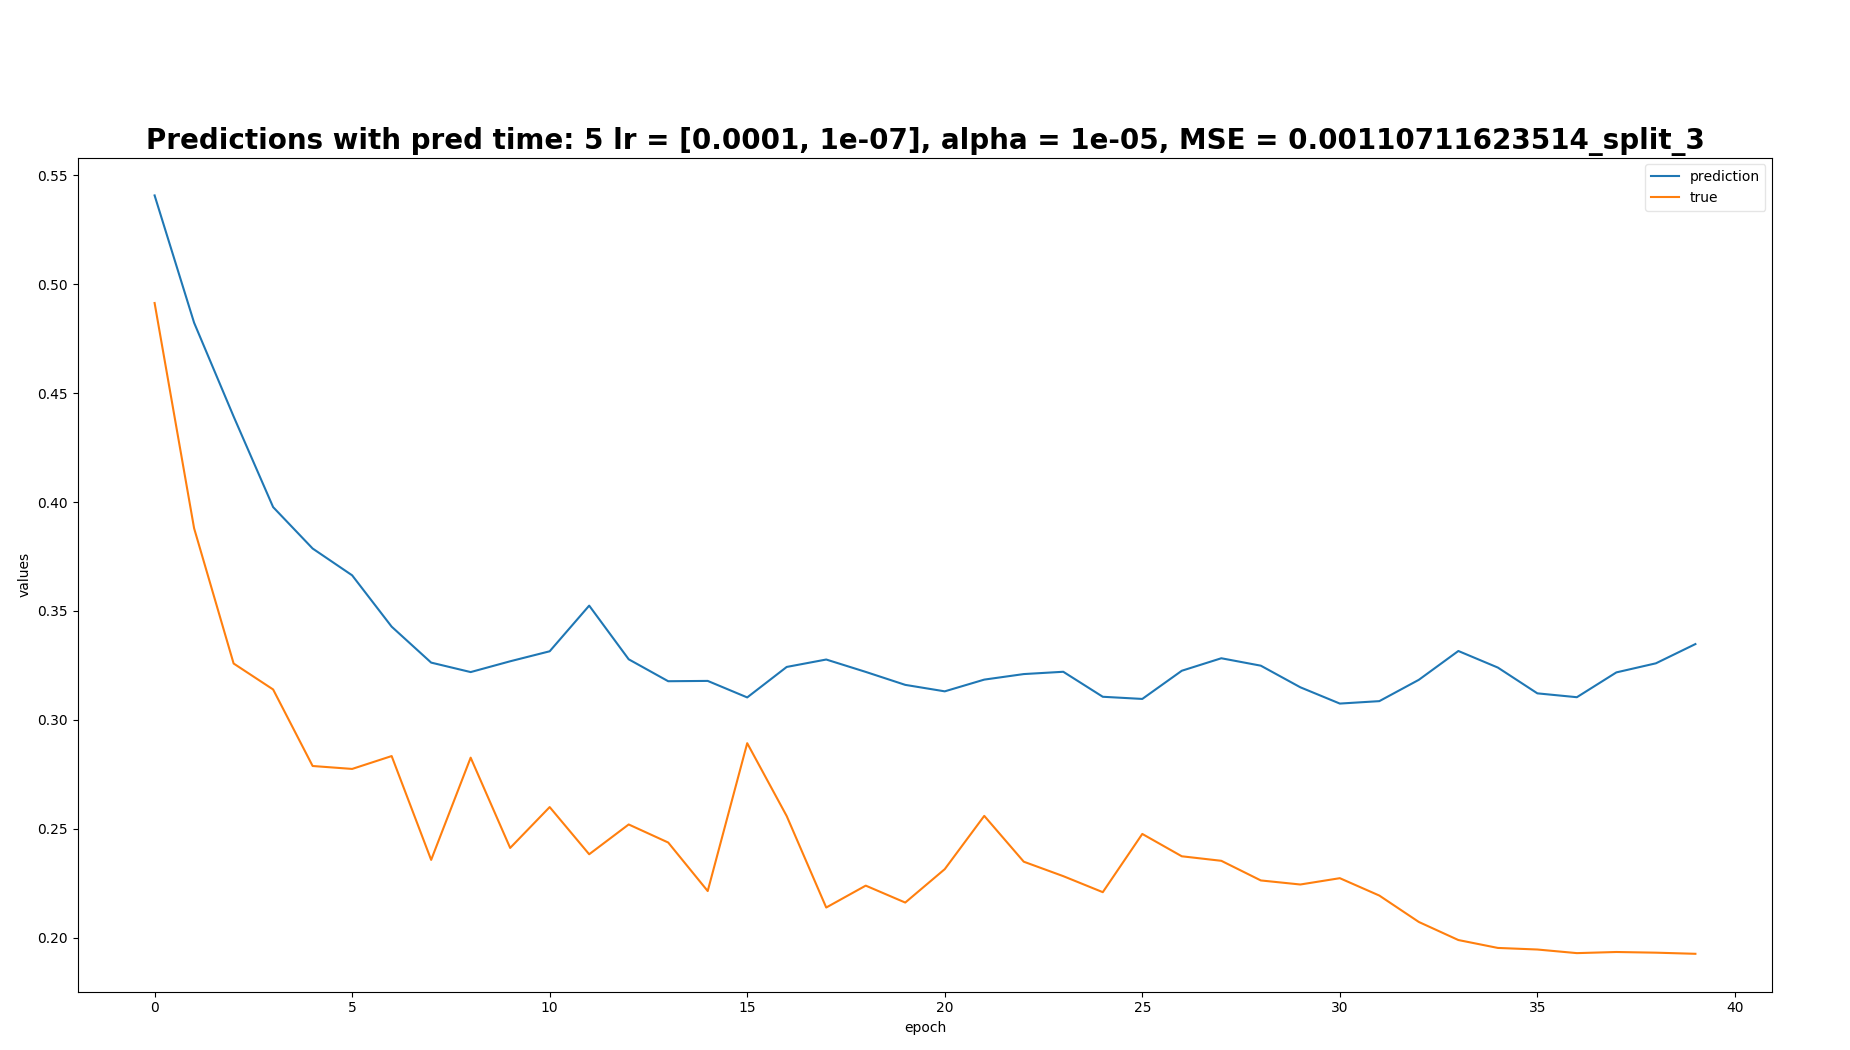 Predictions with pred time: 5 lr = [0.0001, 1e-07], alpha = 1e-05, MSE = 0.00110711623514_split_3
prediction
true
0.55
0.50
0.45
0.40
0.35
0.30
0.25
0.20
values
0 5 10 15 20 25 30 35 40
epoch